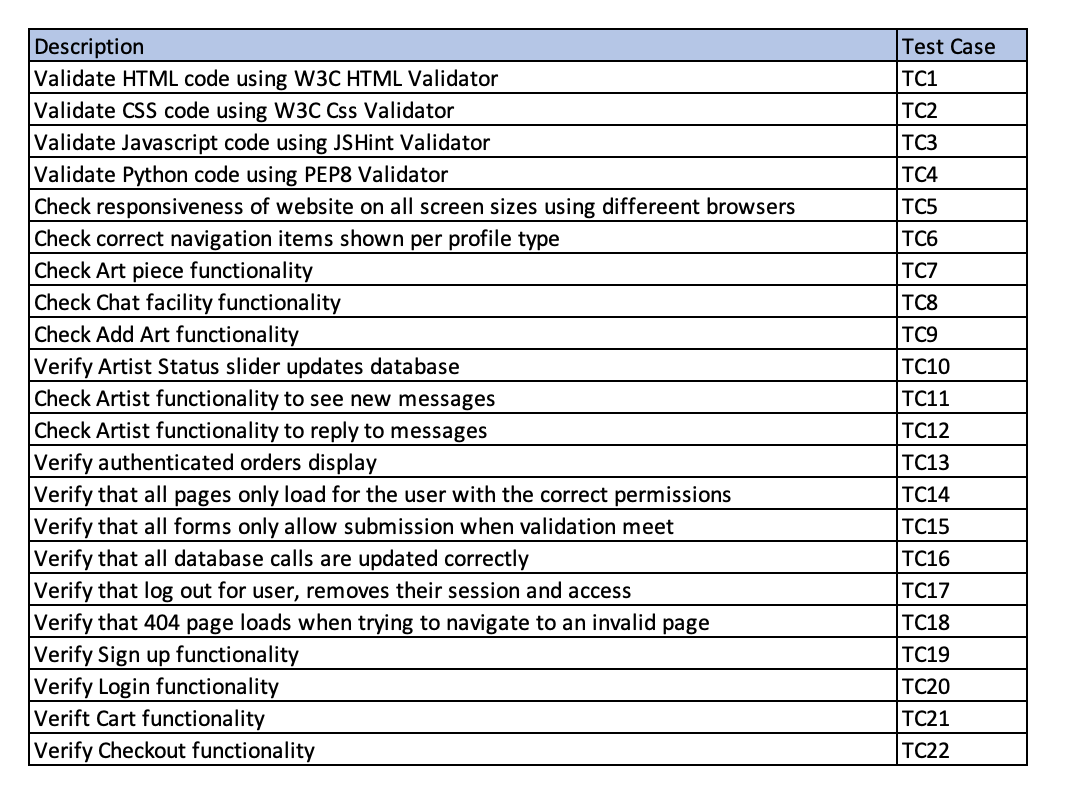 Description Test Case
Validate HTML code using W3C HTML Validator TC1
Validate CSS code using W3C Css Validator TC2
Validate Javascript code using JSHint Validator TC3
Validate Python code using PEP8 Validator TC4
Check responsiveness of website on all screen sizes using differeent browsers TC5
Check correct navigation items shown per profile type TC6
Check Art piece functionality TC7
Check Chat facility functionality TC8
Check Add Art functionality TC9
Verify Artist Status slider updates database TC10
Check Artist functionality to see new messages TC11
Check Artist functionality to reply to messages TC12
Verify authenticated orders display TC13
Verify that all pages only load for the user with the correct permissions TC14
Verify that all forms only allow submission when validation meet TC15
Verify that all database calls are updated correctly TC16
Verify that log out for user, removes their session and access TC17
Verify that 404 page loads when trying to navigate to an invalid page TC18
Verify Sign up functionality TC19
Verify Login functionality TC20
Verift Cart functionality TC21
Verify Checkout functionality TC22